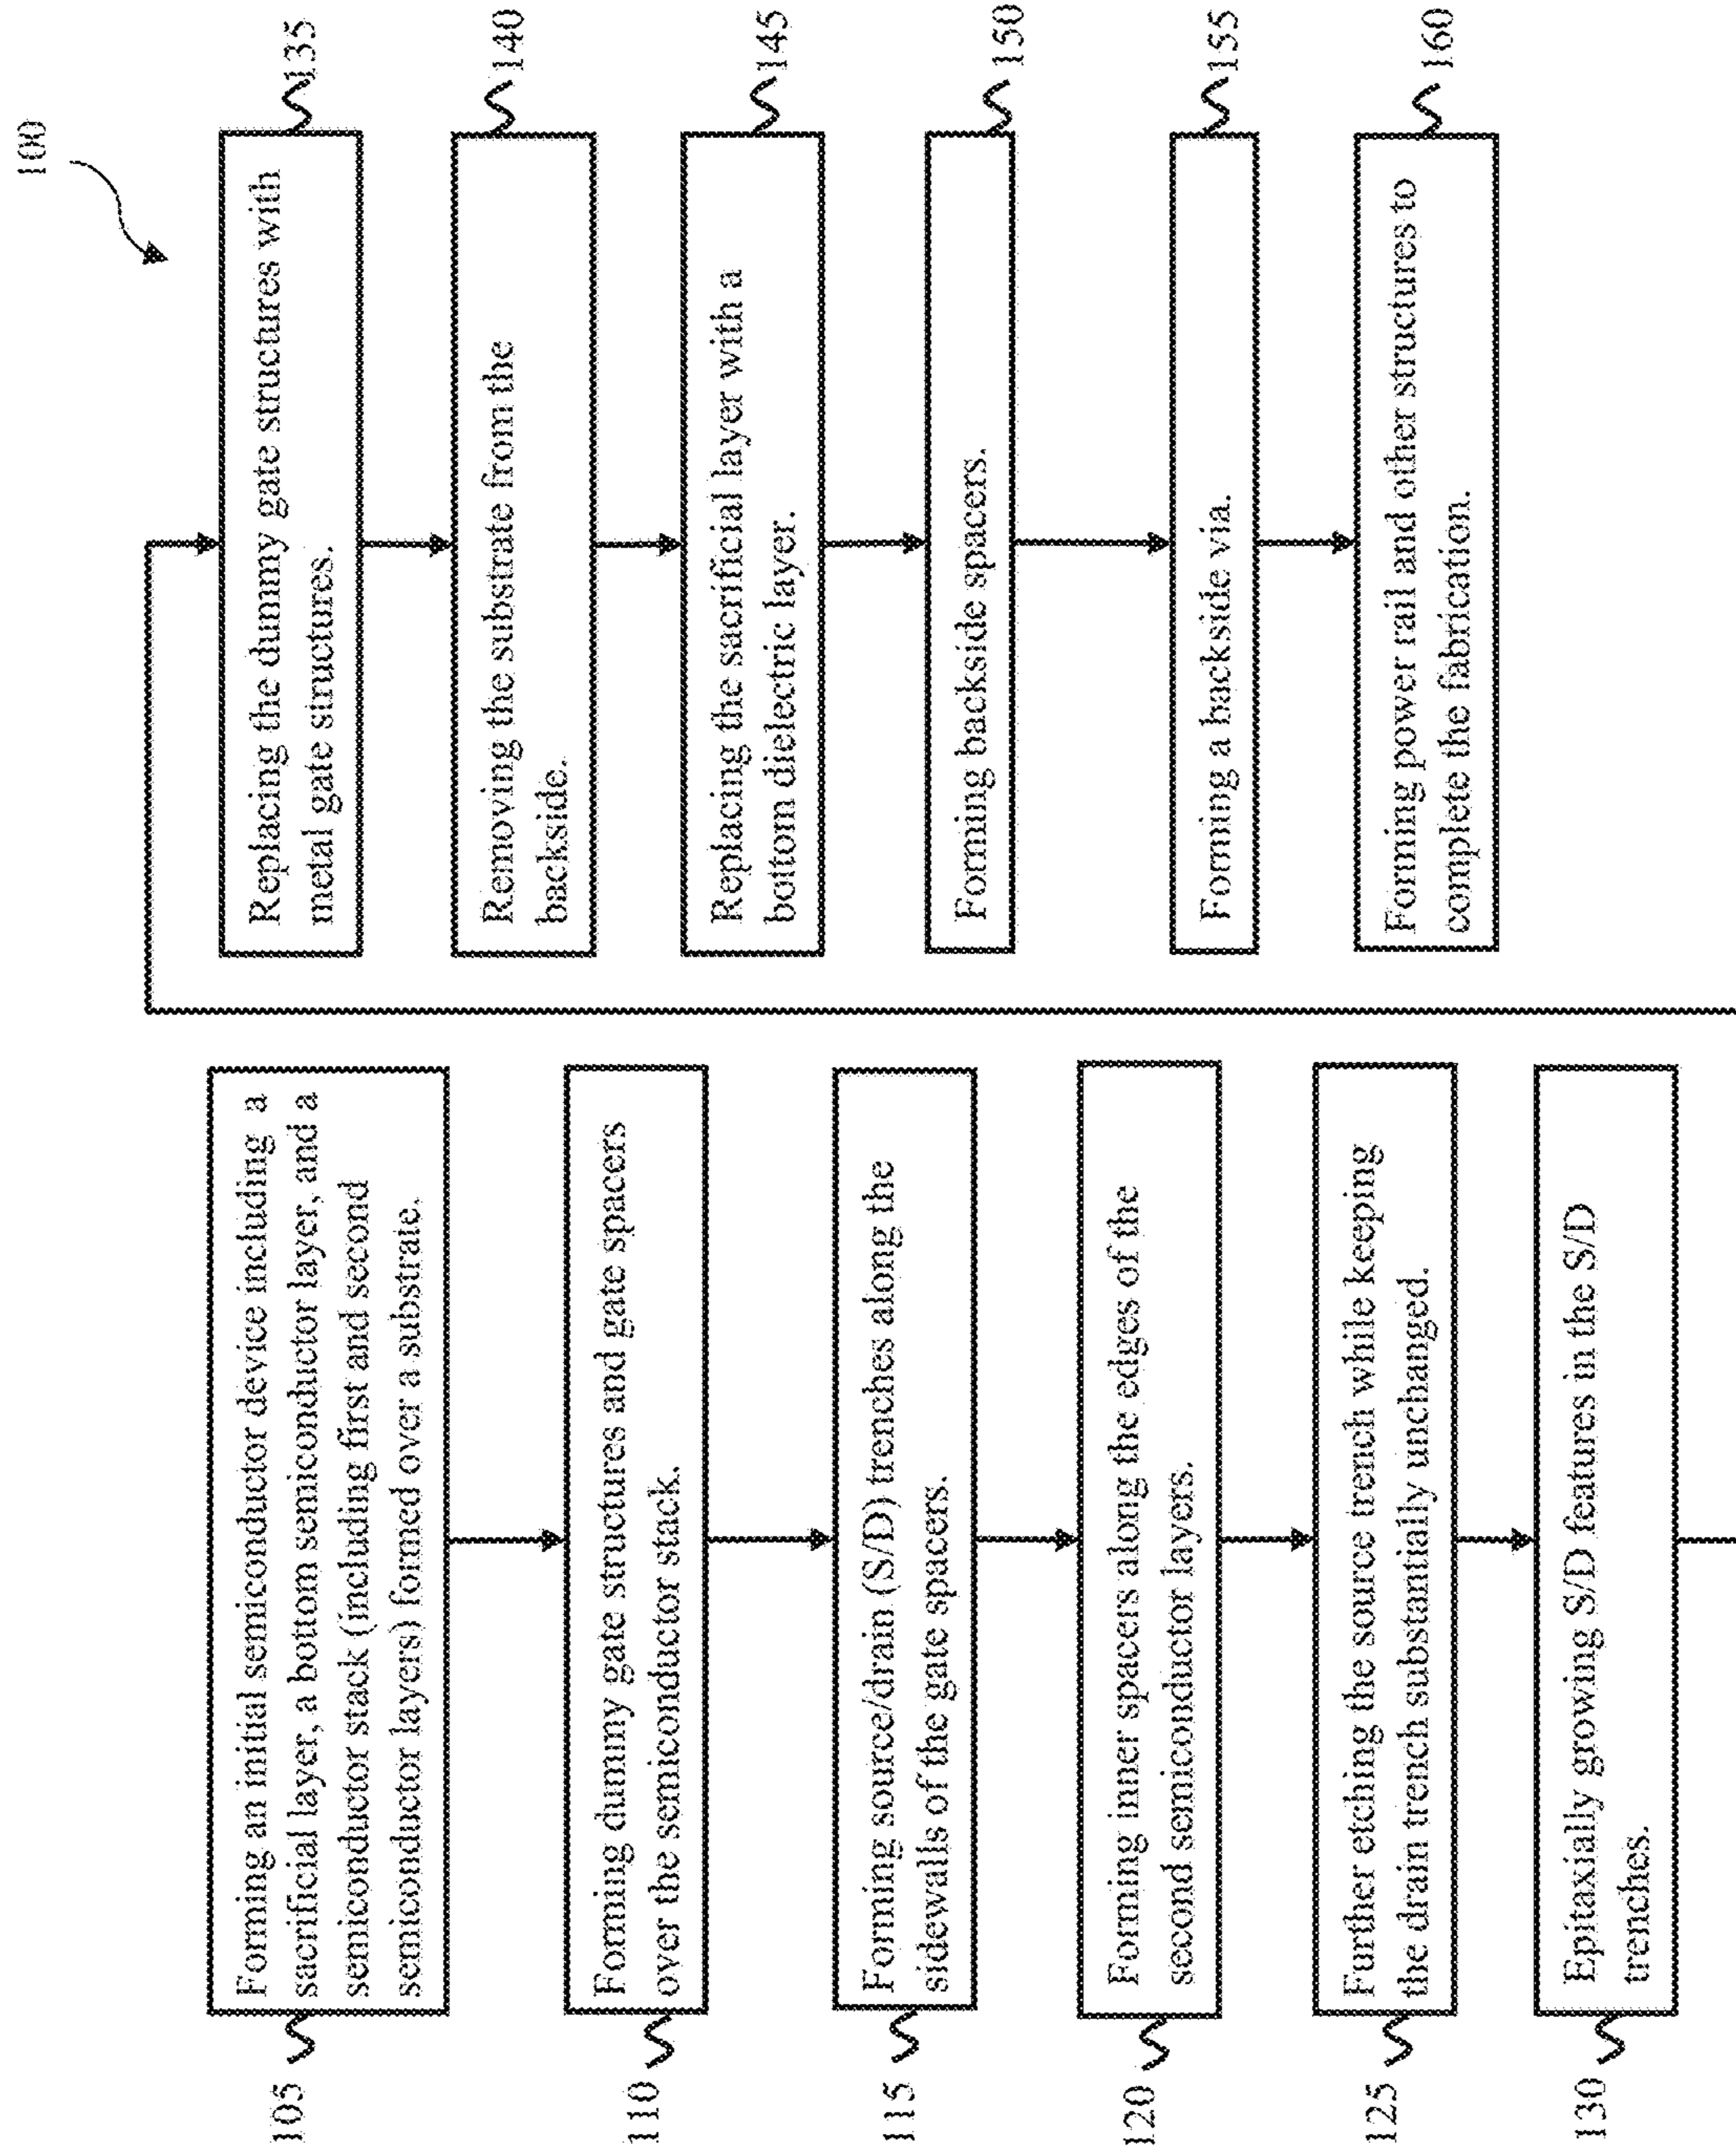 100
105
Forming an initial semiconductor device including a
sacrificial layer, a bottom semiconductor layer, and a
semiconductor stack (including first and second
semiconductor layers) formed over a substrate.
110
Forming dummy gate structures and gate spacers
over the semiconductor stack.
115
Forming source/drain (S/D) trenches along the
sidewalls of the gate spacers.
120
Forming inner spacers along the edges of the
second semiconductor layers.
125
Further etching the source trench while keeping
the drain trench substantially unchanged.
130
Epitaxially growing S/D features in the S/D
trenches.
Replacing the dummy gate structures with
metal gate structures.
135
Removing the substrate from the
backside.
140
Replacing the sacrificial layer with a
bottom dielectric layer.
145
Forming backside spacers.
150
Forming a backside via.
155
Forming power rail and other structures to
complete the fabrication.
160